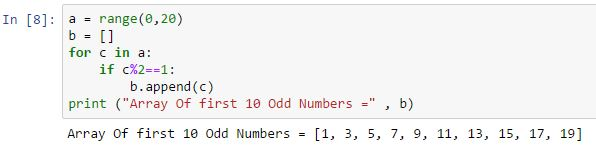 In [8]: a = range(0,20)
b = []
for c in a:
    if c%2==1:
        b.append(c)
print ("Array Of first 10 Odd Numbers =" , b)
Array Of first 10 Odd Numbers = [1, 3, 5, 7, 9, 11, 13, 15, 17, 19]